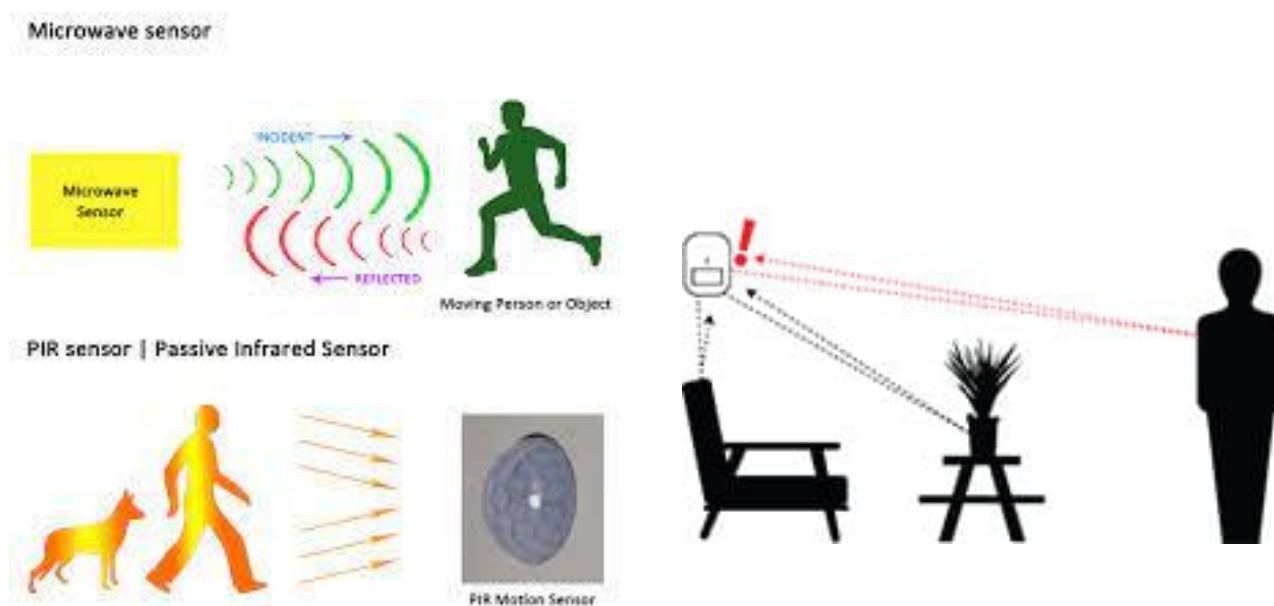 Microwave sensor
INCIDENT
Microwave
Sensor
REFLECTED
Moving Person or Object
PIR sensor | Passive Infrared Sensor
PIR Motion Sensor